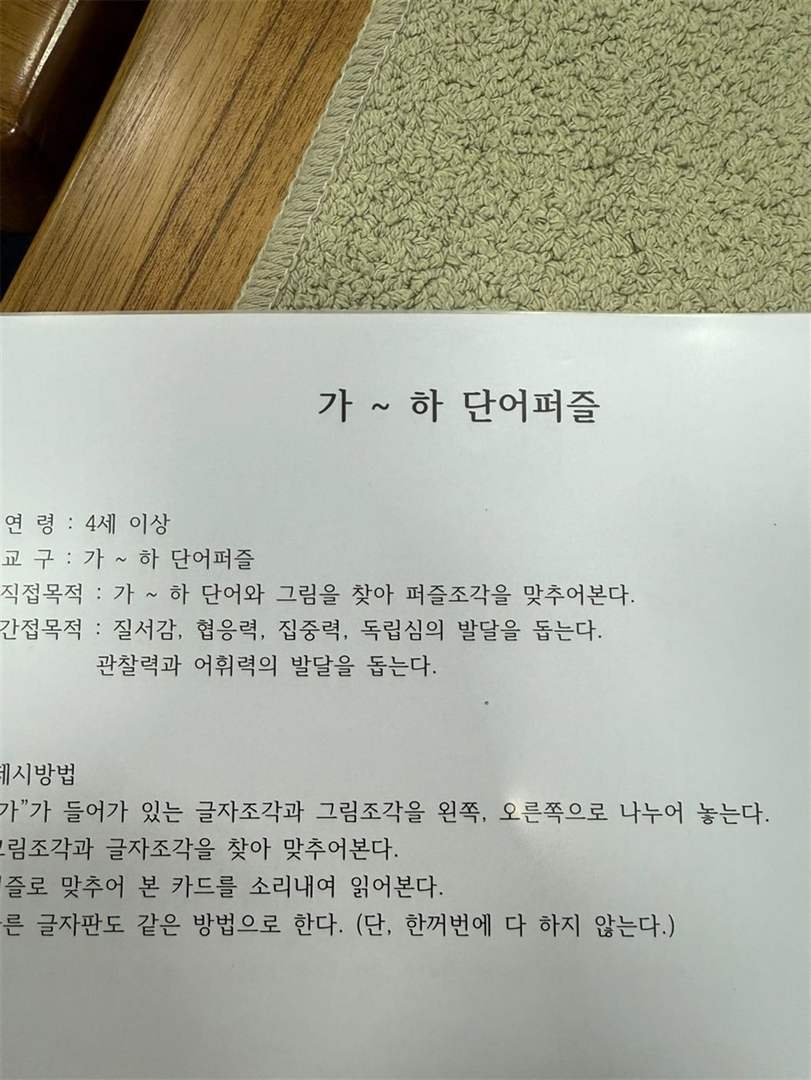 가 ~ 하 단어퍼즐
연 령 : 4세 이상
교 구 : 가 ~ 하 단어퍼즐
직접목적 : 가 ~ 하 단어와 그림을 찾아 퍼즐조각을 맞추어본다.
간접목적 : 질서감, 협응력, 집중력, 독립심의 발달을 돕는다.
관찰력과 어휘력의 발달을 돕는다.
제시방법
가”가 들어가 있는 글자조각과 그림조각을 왼쪽, 오른쪽으로 나누어 놓는다.
그림조각과 글자조각을 찾아 맞추어본다.
퍼즐로 맞추어 본 카드를 소리내여 읽어본다.
다른 글자판도 같은 방법으로 한다. (단, 한꺼번에 다 하지 않는다.)